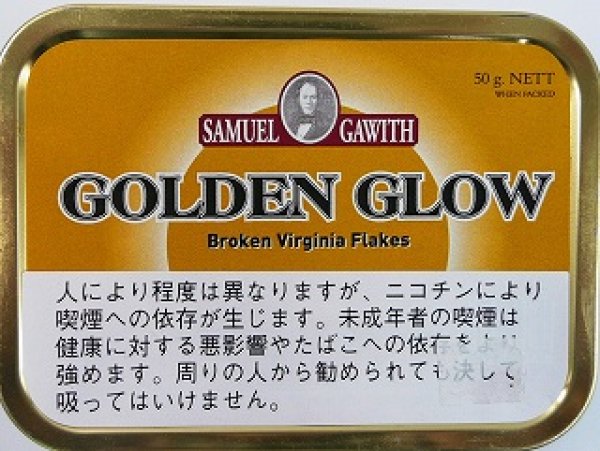 50 g. NETT
WHEN PACKED
SAMUEL GAWITH
GOLDEN GLOW
Broken Virginia Flakes
人により程度は異なりますが、ニコチンにより
喫煙への依存が生じます。未成年者の喫煙は
健康に対する悪影響やたばこへの依存をより
強めます。周りの人から勧められても決して
吸ってはいけません。